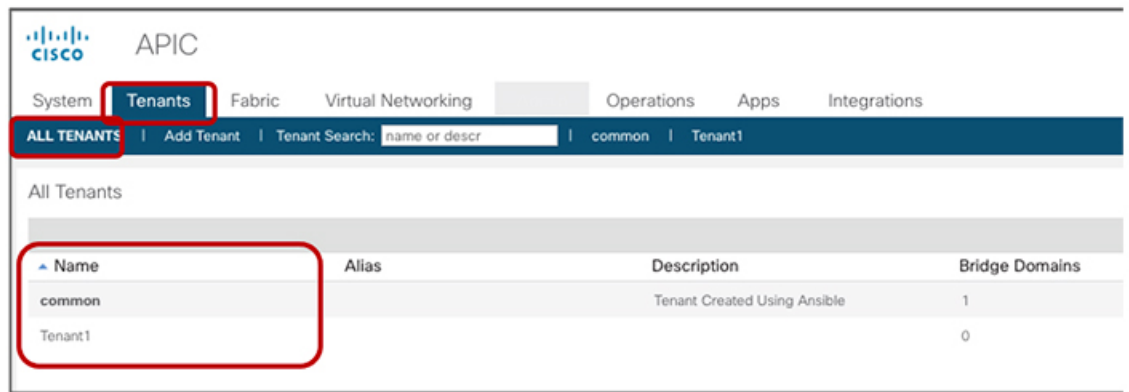 CISCO
APIC
System Tenants Fabric Virtual Networking Operations Apps Integrations
ALL TENANTS | Add Tenant | Tenant Search: name or descr | common | Tenant1
All Tenants
Name Alias Description Bridge Domains
common Tenant Created Using Ansible 1
Tenant1 0